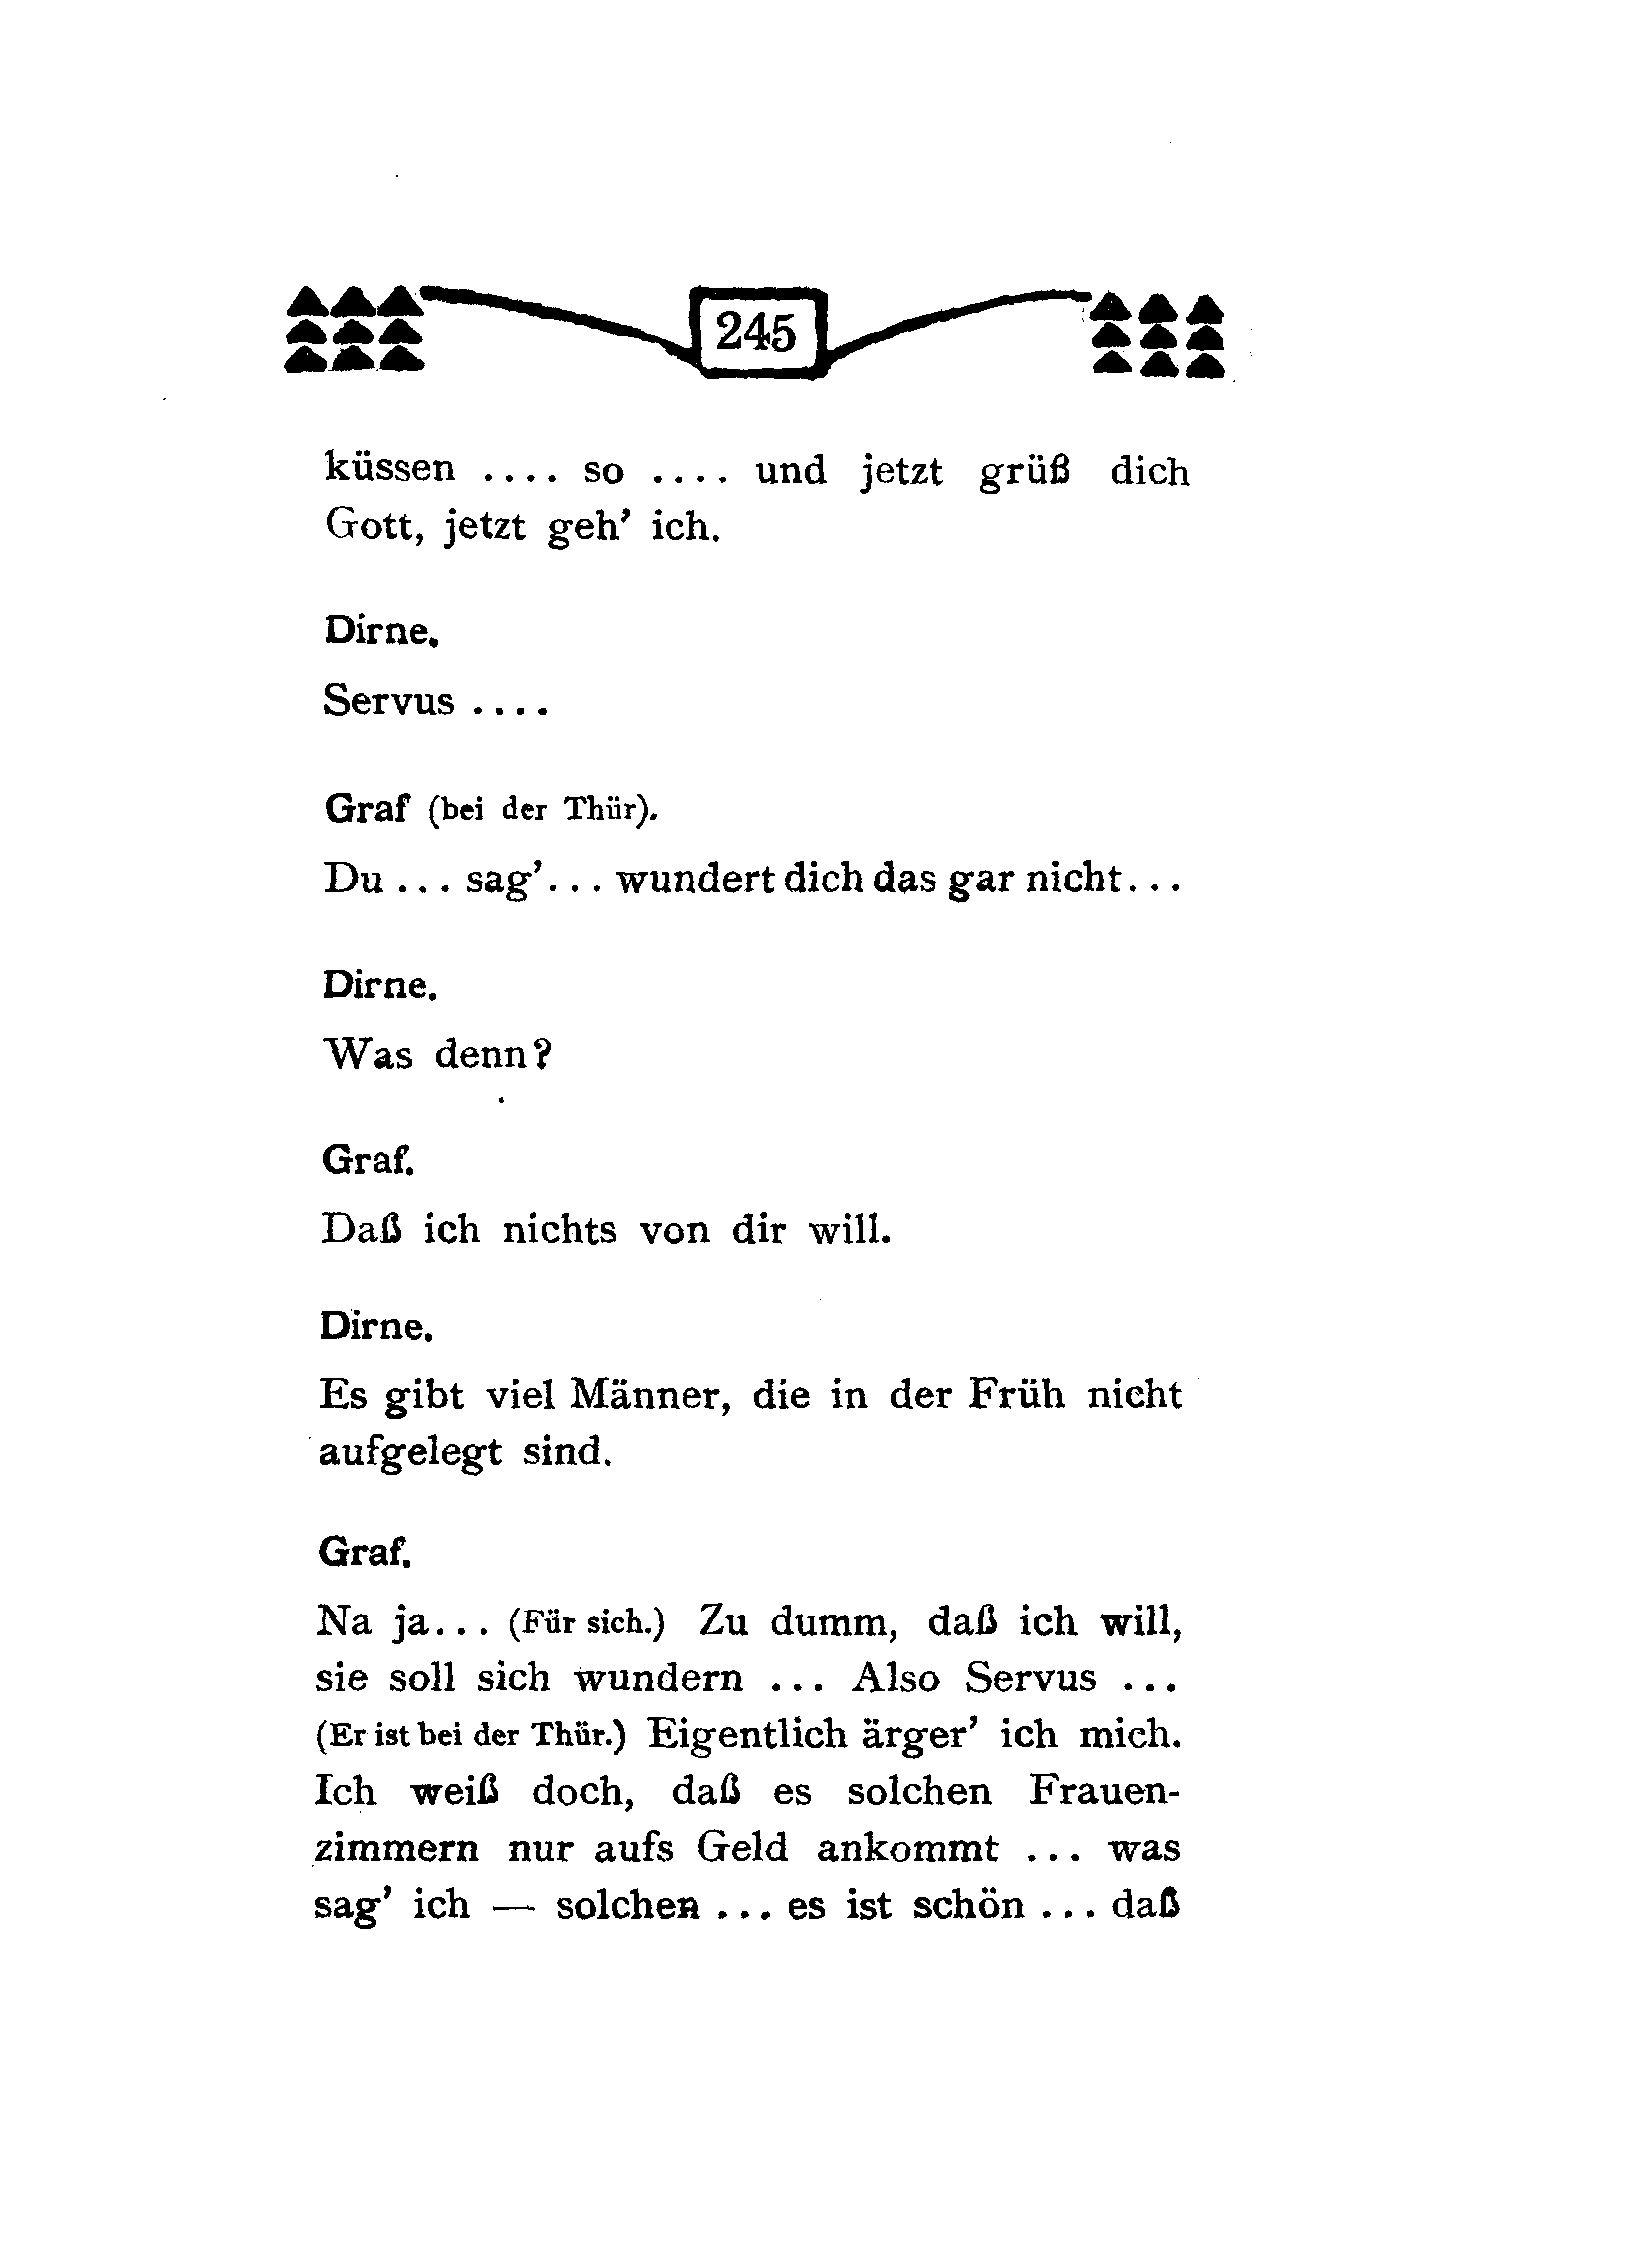 245
küssen .... so .... und jetzt grüß dich
Gott, jetzt geh’ ich.
Dirne.
Servus ....
Graf (bei der Thür).
Du ... sag’... wundert dich das gar nicht...
Dirne.
Was denn?
Graf.
Daß ich nichts von dir will.
Dirne.
Es gibt viel Männer, die in der Früh nicht
aufgelegt sind.
Graf.
Na ja... (Für sich.) Zu dumm, daß ich will,
sie soll sich wundern ... Also Servus ...
(Er ist bei der Thür.) Eigentlich ärger’ ich mich.
Ich weiß doch, daß es solchen Frauen-
zimmern nur aufs Geld ankommt ... was
sag’ ich — solchen ... es ist schön ... daß